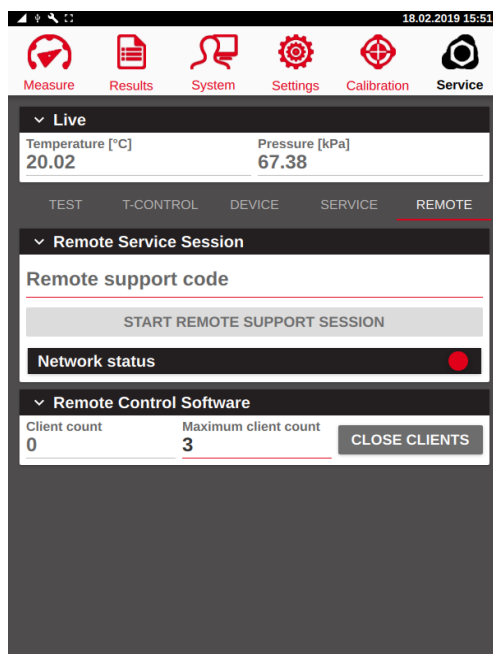 18.02.2019 15:51
Measure Results System Settings Calibration Service
Live
Temperature [°C] Pressure [kPa]
20.02 67.38
TEST T-CONTROL DEVICE SERVICE REMOTE
Remote Service Session
Remote support code
START REMOTE SUPPORT SESSION
Network status
Remote Control Software
Client count Maximum client count
0 3 CLOSE CLIENTS